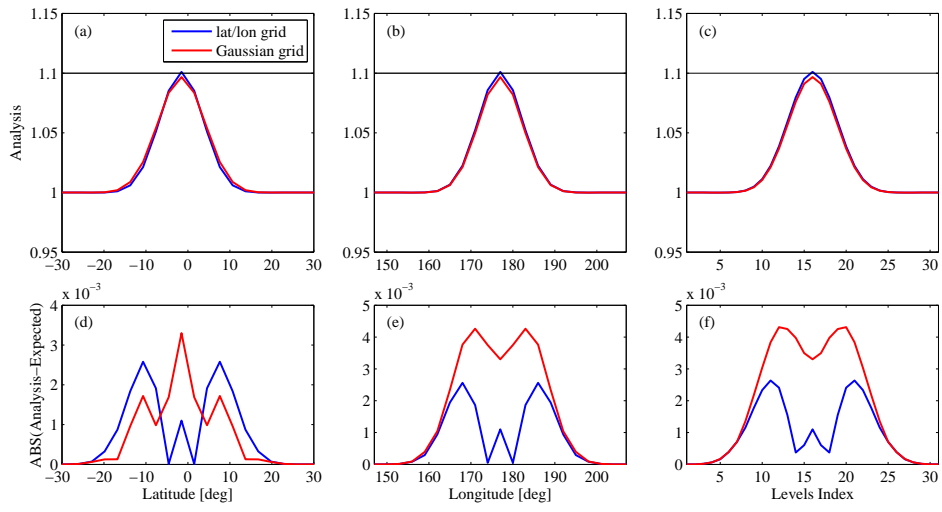 (a)
lat/lon grid
Gaussian grid
(b)
(c)
1.15
1.1
1.05
1
0.95
Analysis
−30 −20 −10 0 10 20 30
1.15
1.1
1.05
1
0.95
150 160 170 180 190 200
1.15
1.1
1.05
1
0.95
5 10 15 20 25 30
x 10−3
(d)
4
3
2
1
0
ABS(Analysis−Expected)
−30 −20 −10 0 10 20 30
Latitude [deg]
x 10−3
(e)
5
4
3
2
1
0
150 160 170 180 190 200
Longitude [deg]
x 10−3
(f)
5
4
3
2
1
0
5 10 15 20 25 30
Levels Index